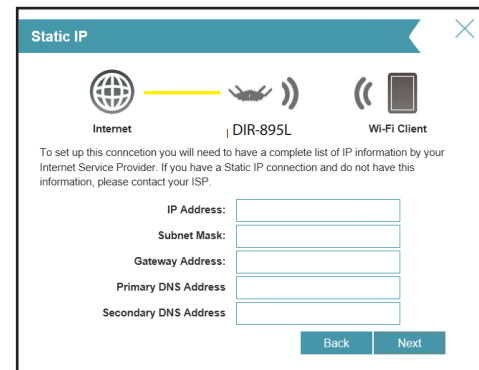 Static IP
Internet
DIR-895L
Wi-Fi Client
To set up this conncetion you will need to have a complete list of IP information by your
Internet Service Provider. If you have a Static IP connection and do not have this
information, please contact your ISP.
IP Address:
Subnet Mask:
Gateway Address:
Primary DNS Address
Secondary DNS Address
Back
Next